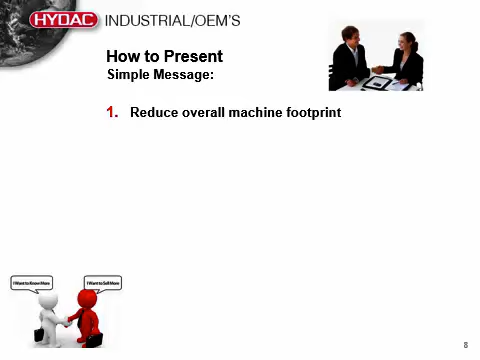 HYDAC INDUSTRIAL/OEM'S
How to Present
Simple Message:
1. Reduce overall machine footprint
I Want to Know More
I Want to Sell More
8